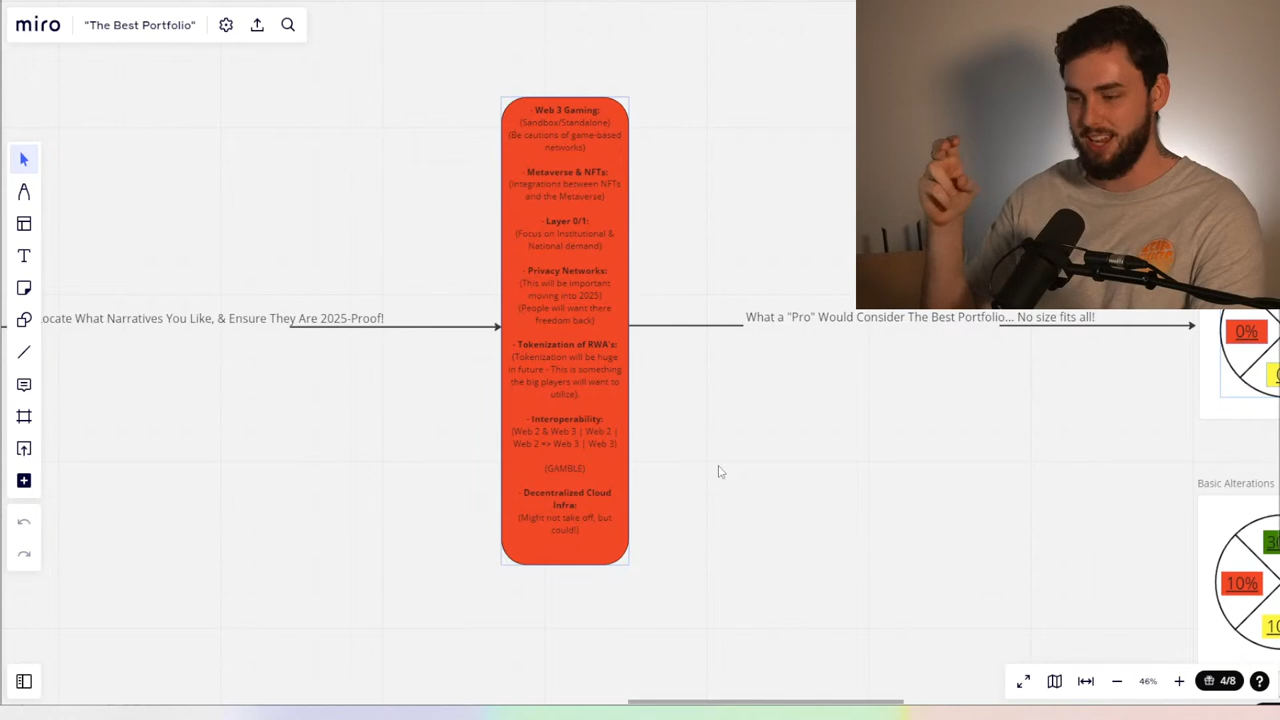 miro
"The Best Portfolio"
- Web 3 Gaming:
(Sandbox/Standalone)
(Be cautions of game-based
networks)
- Metaverse & NFTs:
(Integrations between NFTs
and the Metaverse)
- Layer 0/1:
(Focus on Institutional &
National demand)
- Privacy Networks:
(This will be important
moving into 2025)
(People will want there
freedom back)
- Tokenization of RWA's:
(Tokenization will be huge
in future - This is something
the big players will want to
utilize).
- Interoperability:
(Web 2 & Web 3 | Web 2 |
Web 2 => Web 3 | Web 3)
(GAMBLE)
- Decentralized Cloud
Infra:
(Might not take off, but
could!)
ocate What Narratives You Like, & Ensure They Are 2025-Proof!
What a "Pro" Would Consider The Best Portfolio... No size fits all!
0%
Basic Alterations
10%
46%
4/8
?